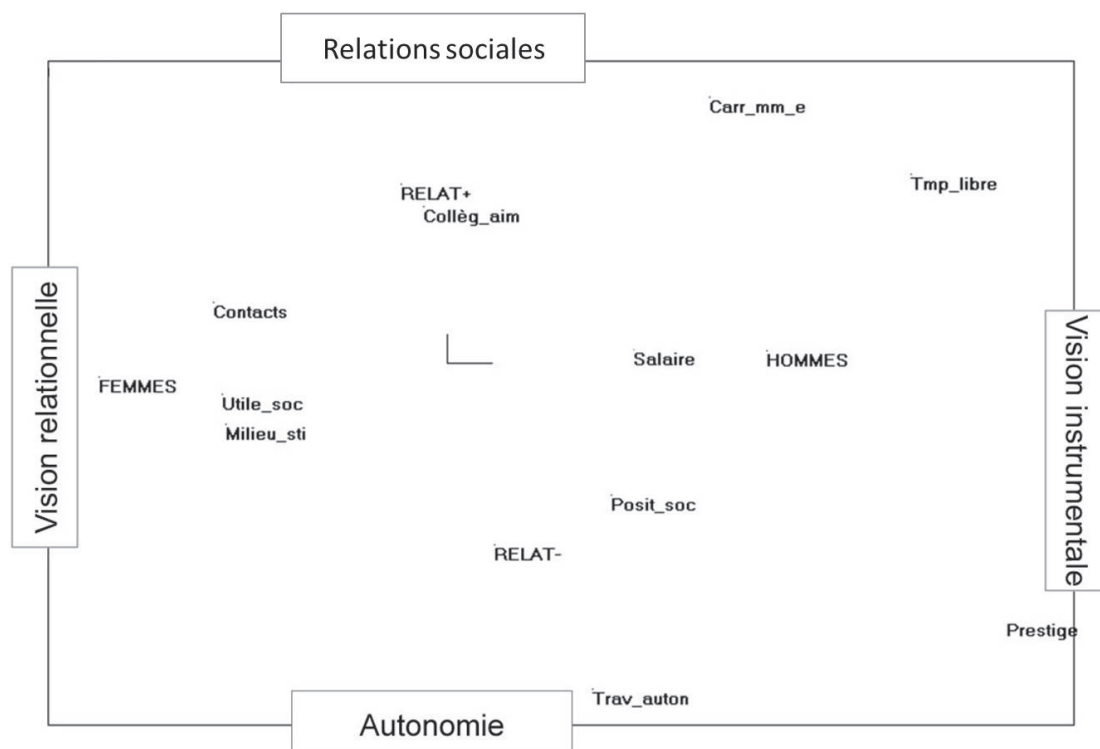 Relations sociales
Carr_mm_e
Tmp_libre
RELAT+
Collèg_aim
Vision relationnelle
Contacts
Vision instrumentale
Salaire
HOMMES
FEMMES
Utile_soc
Milieu_sti
Posit_soc
RELAT-
Prestige
Trav_auton
Autonomie